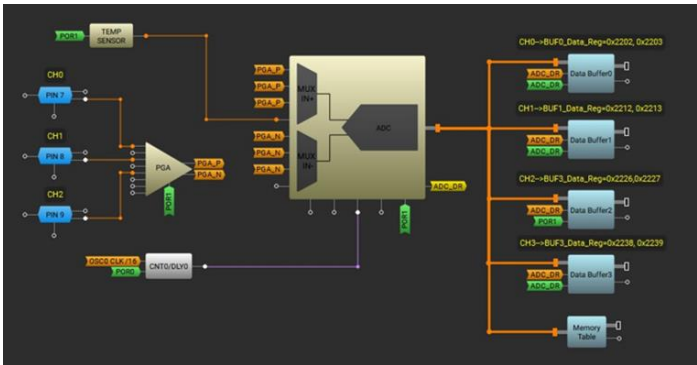 POR1
TEMP
SENSOR
CH0
PIN 7
CH1
PIN 8
CH2
PIN 9
PGA
PGA_P
PGA_N
POR1
OSC0 CLK /16
POR0
CNT0/DLY0
PGA_P
PGA_P
PGA_P
PGA_N
PGA_N
PGA_N
MUX
IN+
MUX
IN-
ADC
ADC_DR
POR1
CH0->BUF0_Data_Reg=0x2202, 0x2203
ADC_DR
ADC_DR
Data Buffer0
CH1->BUF1_Data_Reg=0x2212, 0x2213
ADC_DR
ADC_DR
Data Buffer1
CH2->BUF3_Data_Reg=0x2226,0x2227
ADC_DR
POR1
Data Buffer2
CH3->BUF3_Data_Reg=0x2238, 0x2239
ADC_DR
ADC_DR
Data Buffer3
Memory
Table